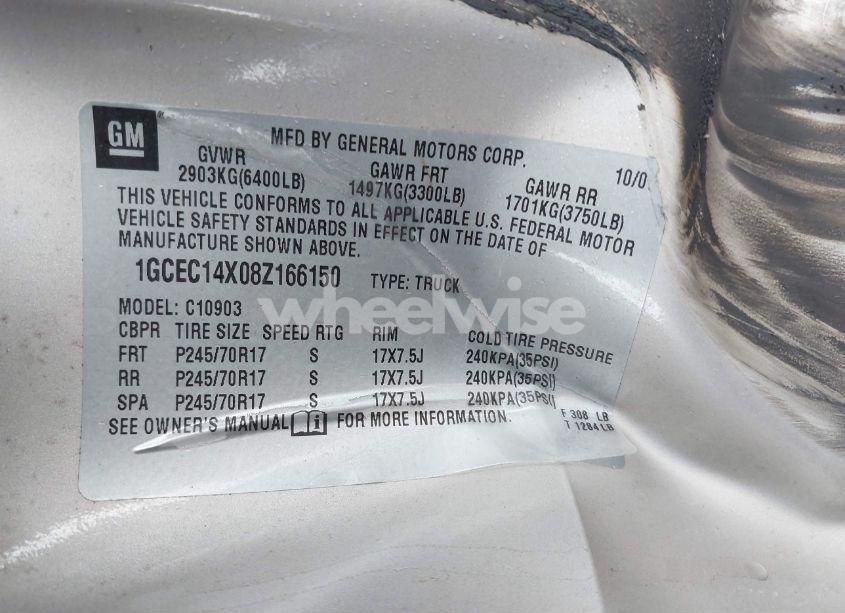 GM
MFD BY GENERAL MOTORS CORP.
10/0
GVWR GAWR FRT GAWR RR
2903KG(6400LB) 1497KG(3300LB) 1701KG(3750LB)
THIS VEHICLE CONFORMS TO ALL APPLICABLE U.S. FEDERAL MOTOR
VEHICLE SAFETY STANDARDS IN EFFECT ON THE DATE OF
MANUFACTURE SHOWN ABOVE.
1GCEC14X08Z166150 TYPE: TRUCK
wheelwise
MODEL: C10903
CBPR TIRE SIZE SPEED RTG RIM COLD TIRE PRESSURE
FRT P245/70R17 S 17X7.5J 240KPA(35PSI)
RR P245/70R17 S 17X7.5J 240KPA(35PSI)
SPA P245/70R17 S 17X7.5J 240KPA(35PSI)
SEE OWNER'S MANUAL i FOR MORE INFORMATION.
F 308 LB
T 1284 LB